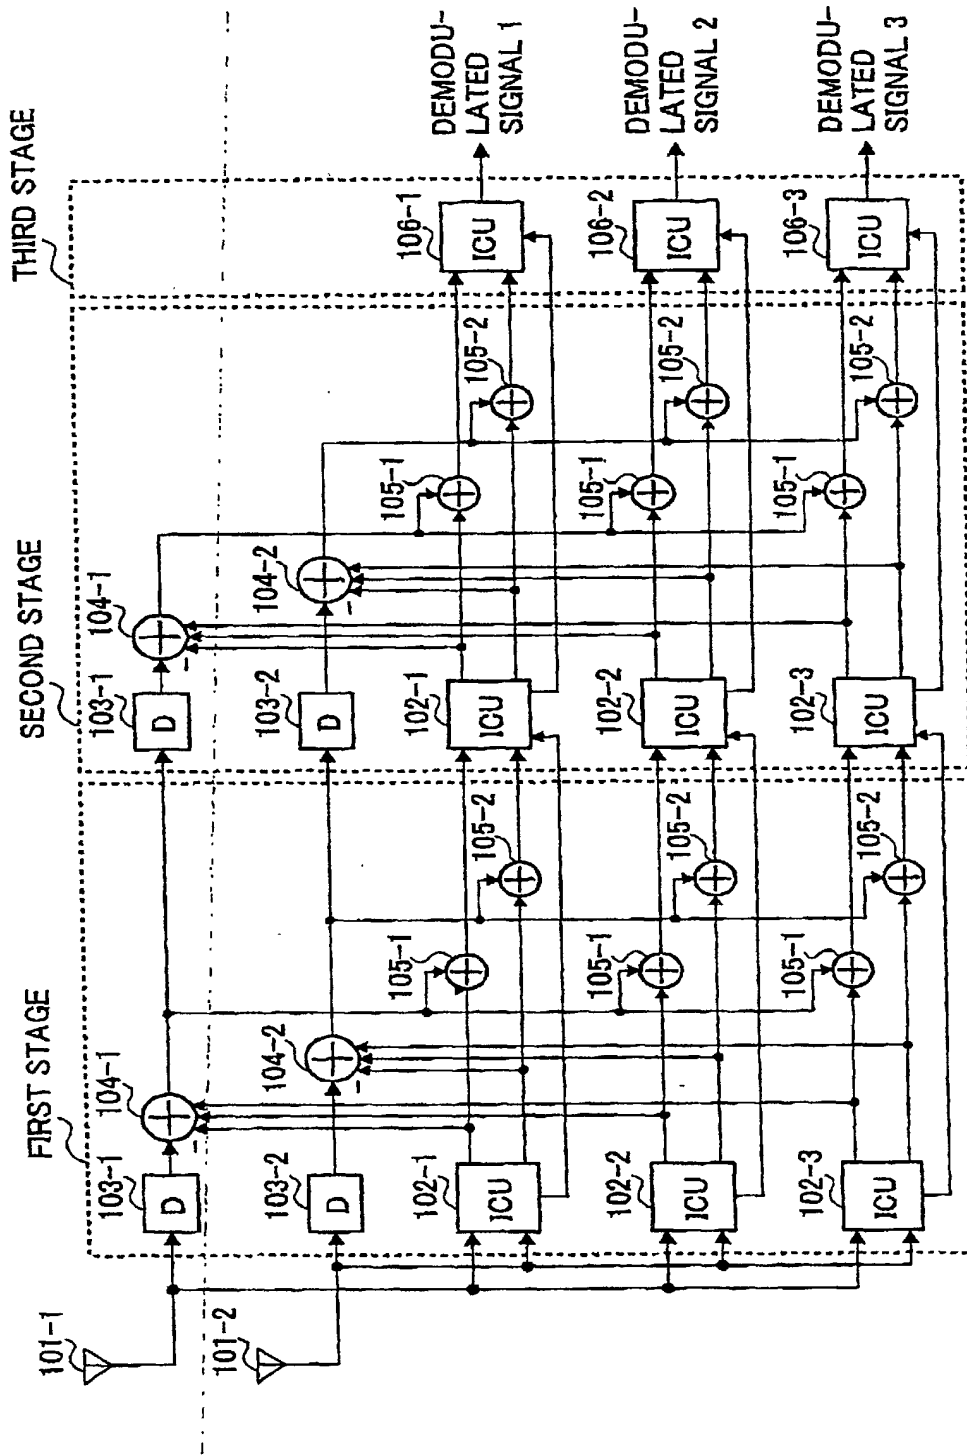 FIRST STAGE
SECOND STAGE
THIRD STAGE
101-1
103-1
D
104-1
103-1
D
104-1
101-2
103-2
D
104-2
103-2
D
104-2
102-1
ICU
105-1
105-2
102-1
ICU
105-1
105-2
106-1
ICU
DEMODU-
LATED
SIGNAL 1
102-2
ICU
105-1
105-2
102-2
ICU
105-1
105-2
106-2
ICU
DEMODU-
LATED
SIGNAL 2
102-3
ICU
105-1
105-2
102-3
ICU
105-1
105-2
106-3
ICU
DEMODU-
LATED
SIGNAL 3